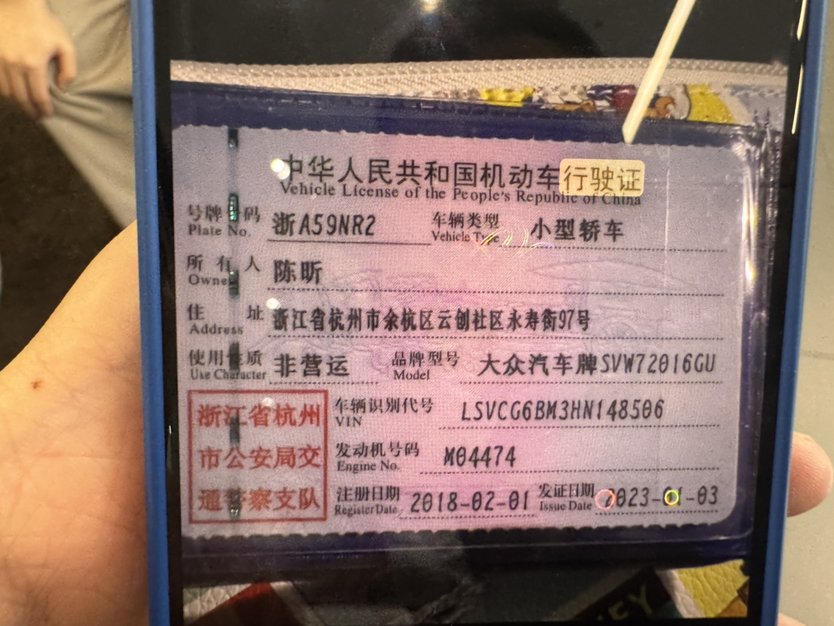 中华人民共和国机动车行驶证
Vehicle License of the People's Republic of China
号牌号码 浙A59NR2 车辆类型 小型轿车
Plate No. Vehicle Type
所有人 陈昕
Owner
住址 浙江省杭州市余杭区云创社区永寿街97号
Address
使用性质 非营运 品牌型号 大众汽车牌SVW72016GU
Use Character Model
浙江省杭州
市公安局交
通警察支队
车辆识别代号 LSVCG6BM3HN148506
VIN
发动机号码 M04474
Engine No.
注册日期 2018-02-01 发证日期 2023-01-03
Register Date Issue Date